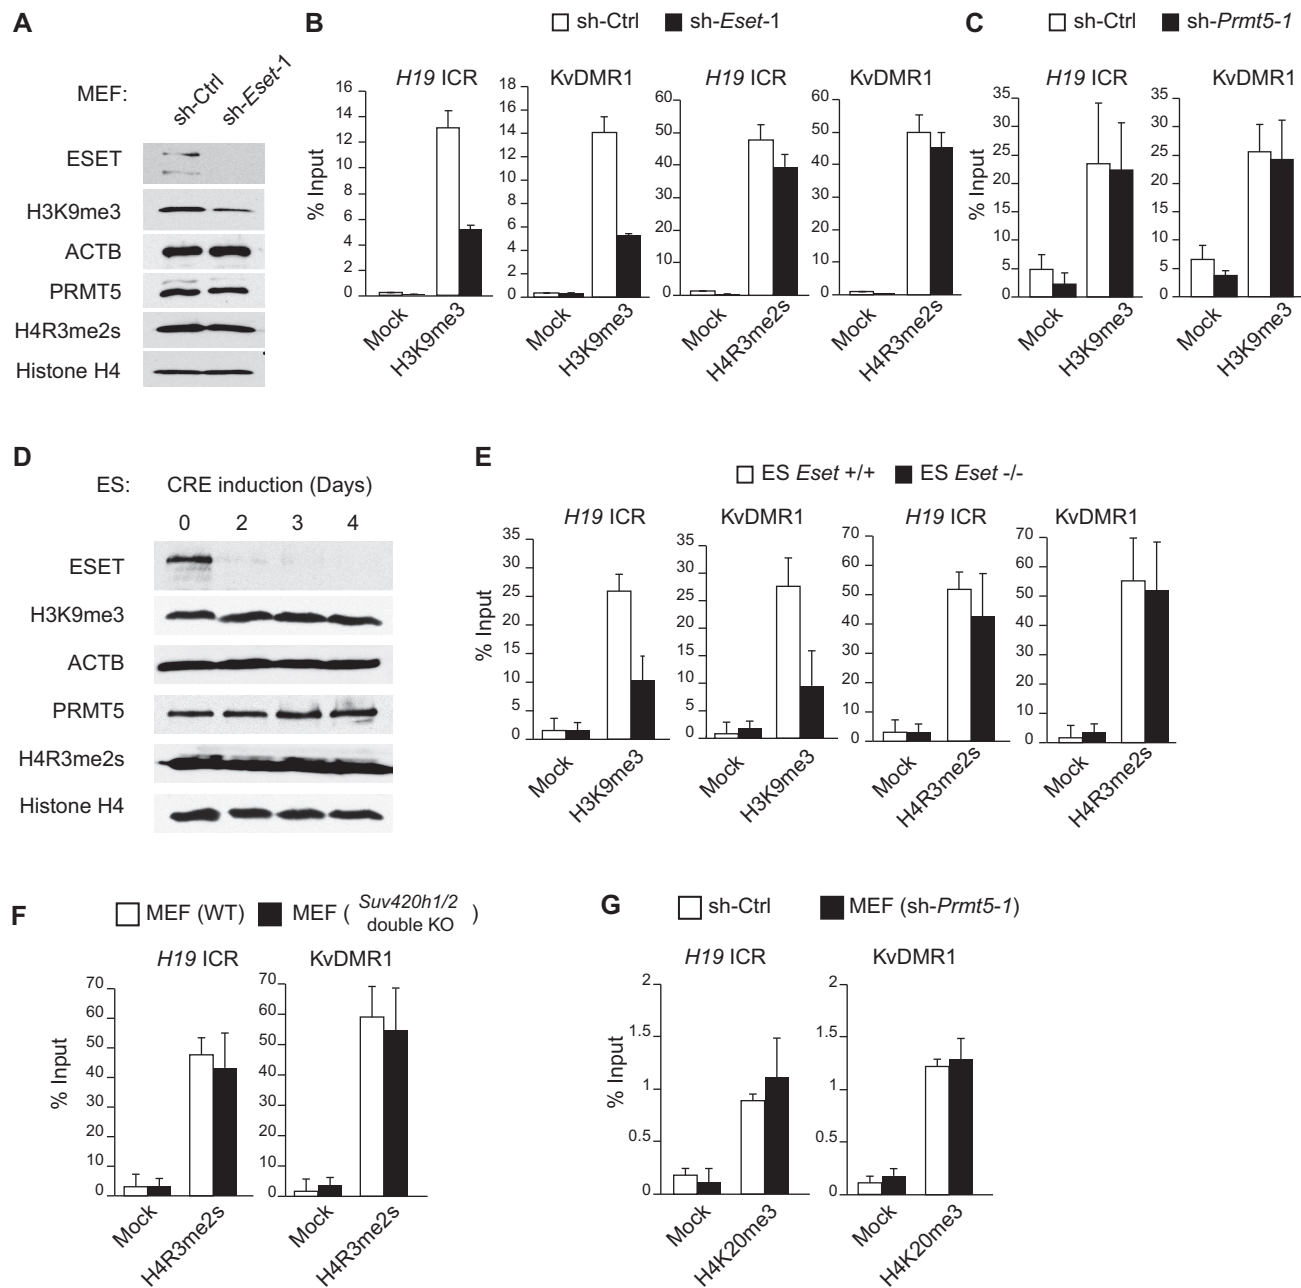 A
MEF:
sh-Ctrl
sh-Eset-1
ESET
H3K9me3
ACTB
PRMT5
H4R3me2s
Histone H4
B
sh-Ctrl sh-Eset-1
H19 ICR KvDMR1 H19 ICR KvDMR1
% Input
16
14
12
10
8
6
4
2
0
18
16
14
12
10
8
6
4
2
0
60
50
40
30
20
10
0
60
50
40
30
20
10
0
Mock H3K9me3 Mock H3K9me3 Mock H4R3me2s Mock H4R3me2s
C
sh-Ctrl sh-Prmt5-1
H19 ICR KvDMR1
% Input
35
30
25
20
15
10
5
0
35
30
25
20
15
10
5
0
Mock H3K9me3 Mock H3K9me3
D
ES: CRE induction (Days)
0 2 3 4
ESET
H3K9me3
ACTB
PRMT5
H4R3me2s
Histone H4
E
ES Eset +/+ ES Eset -/-
H19 ICR KvDMR1 H19 ICR KvDMR1
% Input
35
30
25
20
15
10
5
0
35
30
25
20
15
10
5
0
70
60
50
40
30
20
10
0
70
60
50
40
30
20
10
0
Mock H3K9me3 Mock H3K9me3 Mock H4R3me2s Mock H4R3me2s
F
MEF (WT) MEF ( Suv420h1/2 double KO )
H19 ICR KvDMR1
% Input
70
60
50
40
30
20
10
0
70
60
50
40
30
20
10
0
Mock H4R3me2s Mock H4R3me2s
G
sh-Ctrl MEF (sh-Prmt5-1)
H19 ICR KvDMR1
% Input
2
1.5
1
0.5
0
2
1.5
1
0.5
0
Mock H4K20me3 Mock H4K20me3